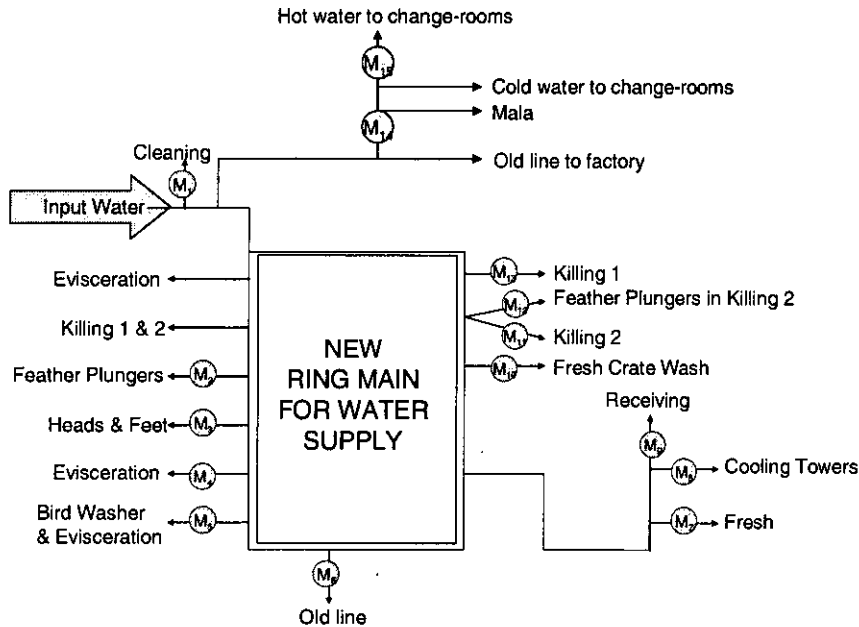 Hot water to change-rooms
M15
Cold water to change-rooms
Mala
M14
Cleaning
Old line to factory
M1
Input Water
Evisceration
M13
Killing 1
M12
Feather Plungers in Killing 2
Killing 1 & 2
M11
Killing 2
NEW
RING MAIN
FOR WATER
SUPPLY
Feather Plungers
M2
M10
Fresh Crate Wash
Receiving
Heads & Feet
M3
M9
Evisceration
M4
M8
Cooling Towers
Bird Washer
& Evisceration
M5
M7
Fresh
M6
Old line